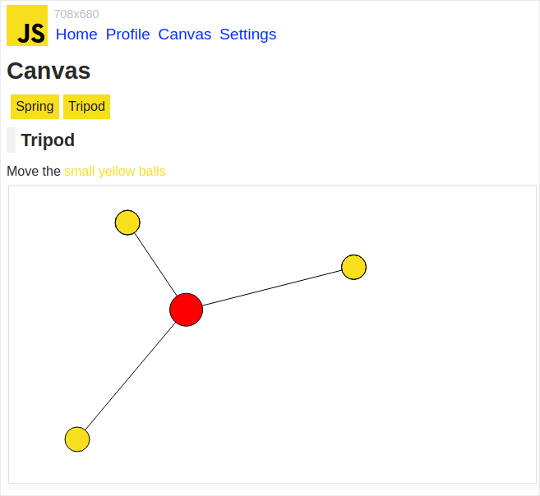 JS
708x680
Home Profile Canvas Settings
Canvas
Spring Tripod
Tripod
Move the small yellow balls